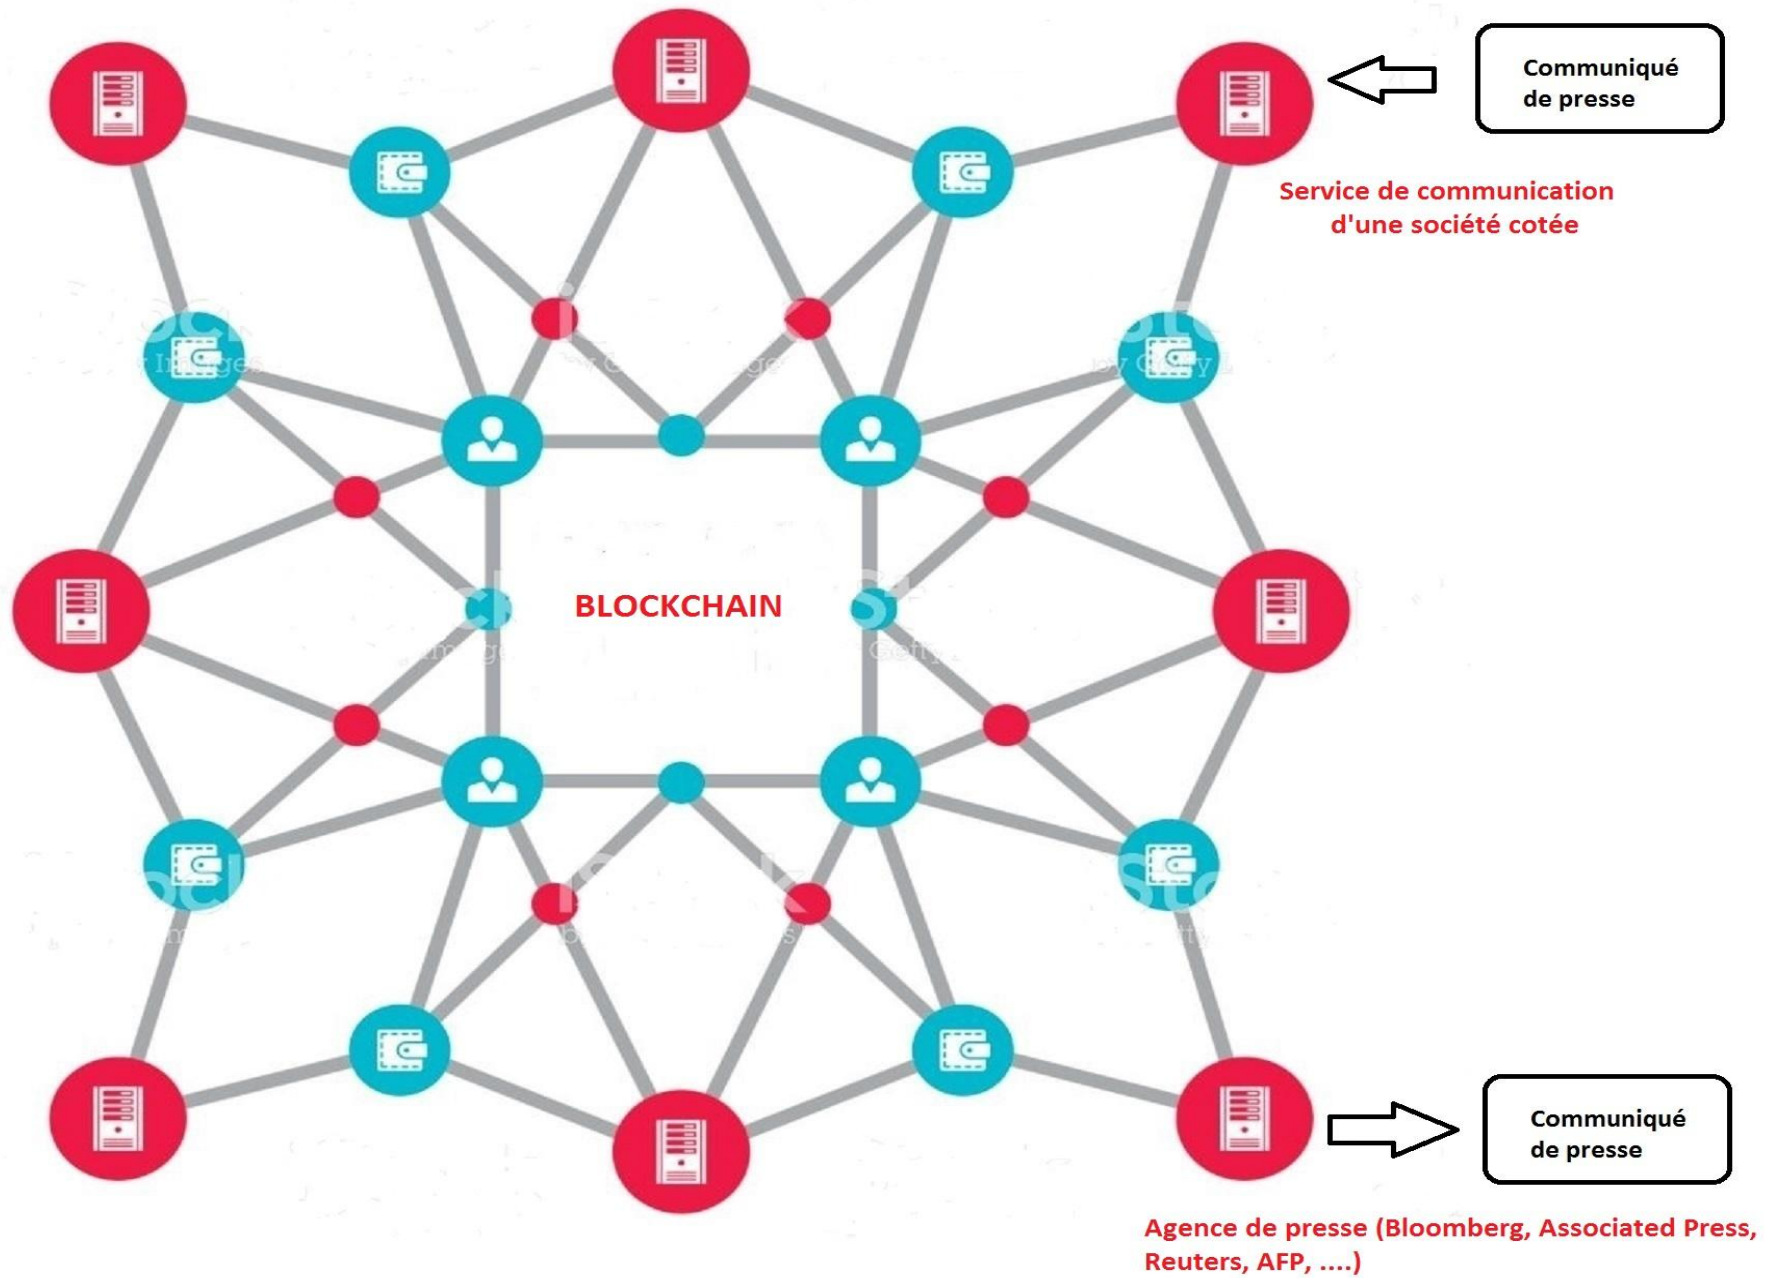 Communiqué
de presse
Service de communication
d'une société cotée
BLOCKCHAIN
Communiqué
de presse
Agence de presse (Bloomberg, Associated Press,
Reuters, AFP, ....)